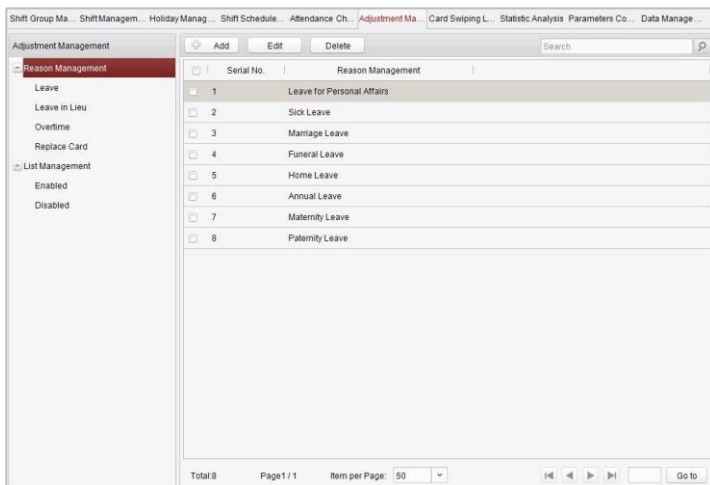 Shift Group Ma... ShiftManagem... Holiday Manag... Shift Schedule... Attendance Ch... Adjustment Ma... Card Swiping L... Statistic Analysis Parameters Co... Data Manage...
Adjustment Management
Add Edit Delete Search
Reason Management
Leave
Leave in Lieu
Overtime
Replace Card
List Management
Enabled
Disabled
Serial No. Reason Management
1 Leave for Personal Affairs
2 Sick Leave
3 Marriage Leave
4 Funeral Leave
5 Home Leave
6 Annual Leave
7 Maternity Leave
8 Paternity Leave
Total:8 Page1 / 1 Item per Page: 50 Go to